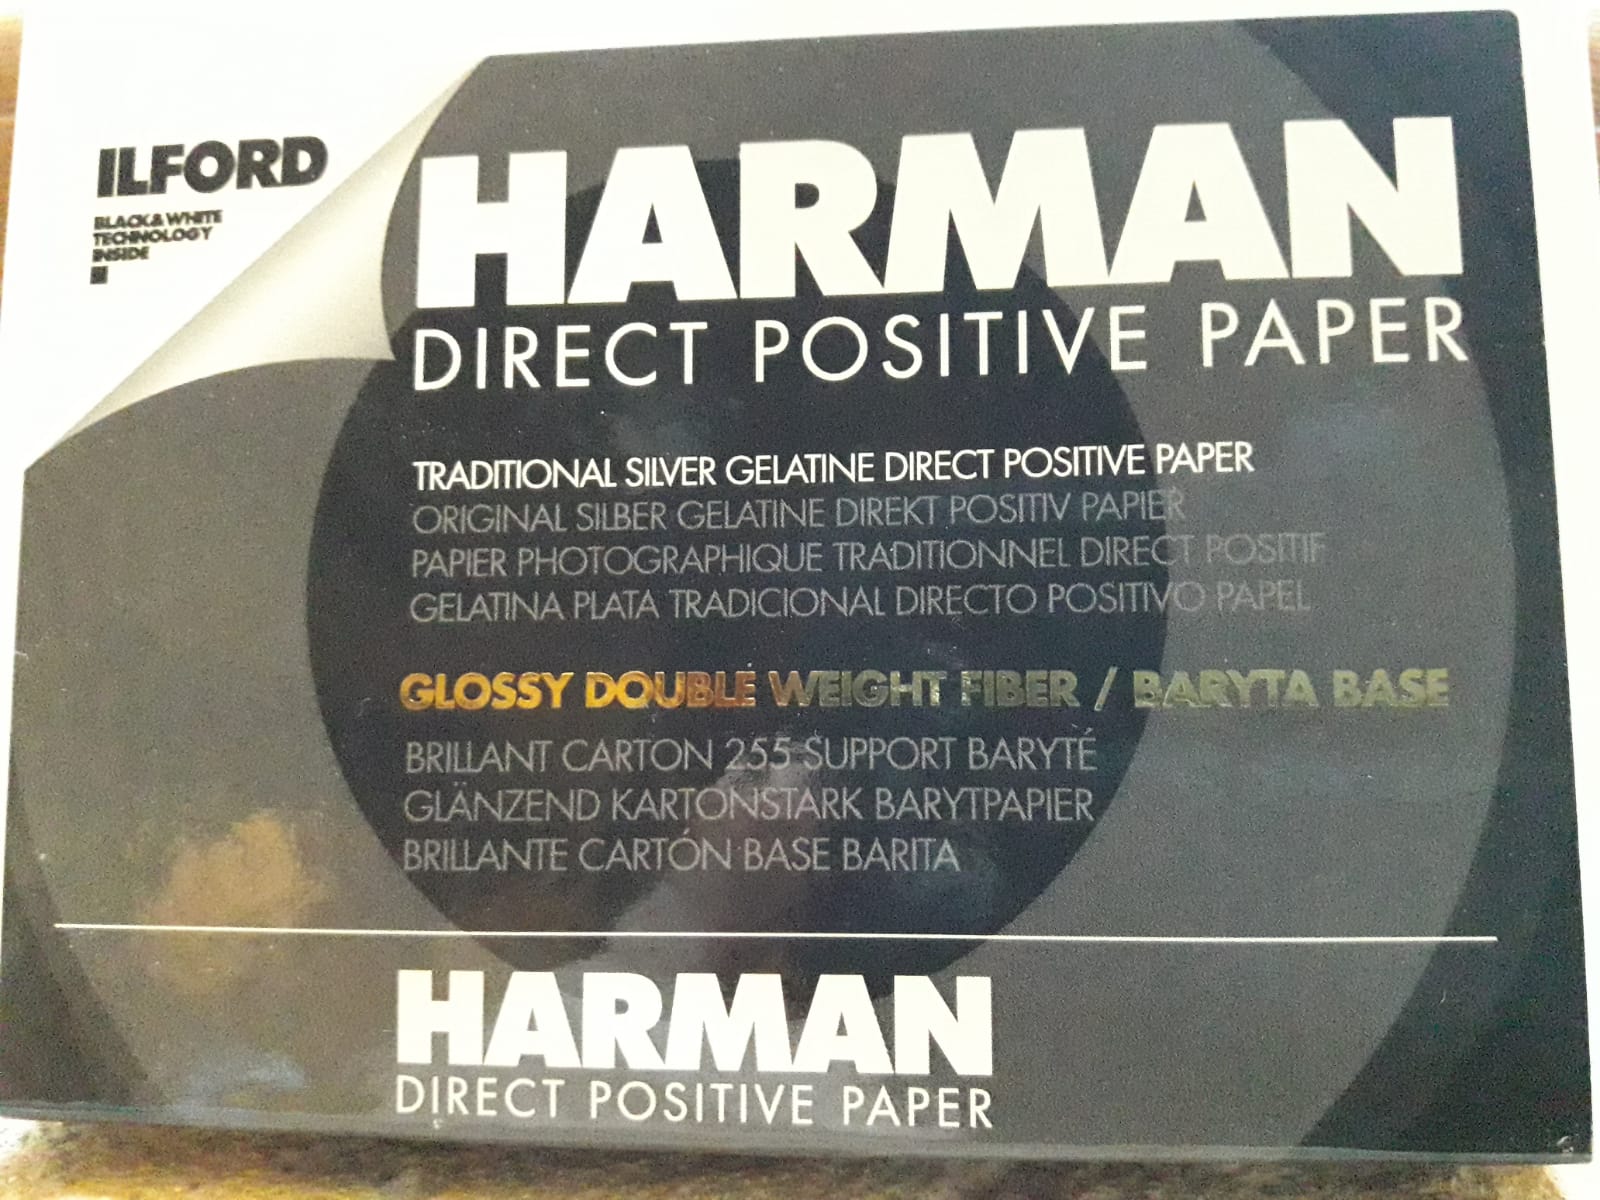 ILFORD
BLACK & WHITE
TECHNOLOGY
INSIDE
HARMAN
DIRECT POSITIVE PAPER
TRADITIONAL SILVER GELATINE DIRECT POSITIVE PAPER
ORIGINAL SILBER GELATINE DIREKT POSITIV PAPIER
PAPIER PHOTOGRAPHIQUE TRADITIONNEL DIRECT POSITIF
GELATINA PLATA TRADICIONAL DIRECTO POSITIVO PAPEL
GLOSSY DOUBLE WEIGHT FIBER / BARYTA BASE
BRILLANT CARTON 255 SUPPORT BARYTÉ
GLÄNZEND KARTONSTARK BARYTPAPIER
BRILLANTE CARTÓN BASE BARITA
HARMAN
DIRECT POSITIVE PAPER